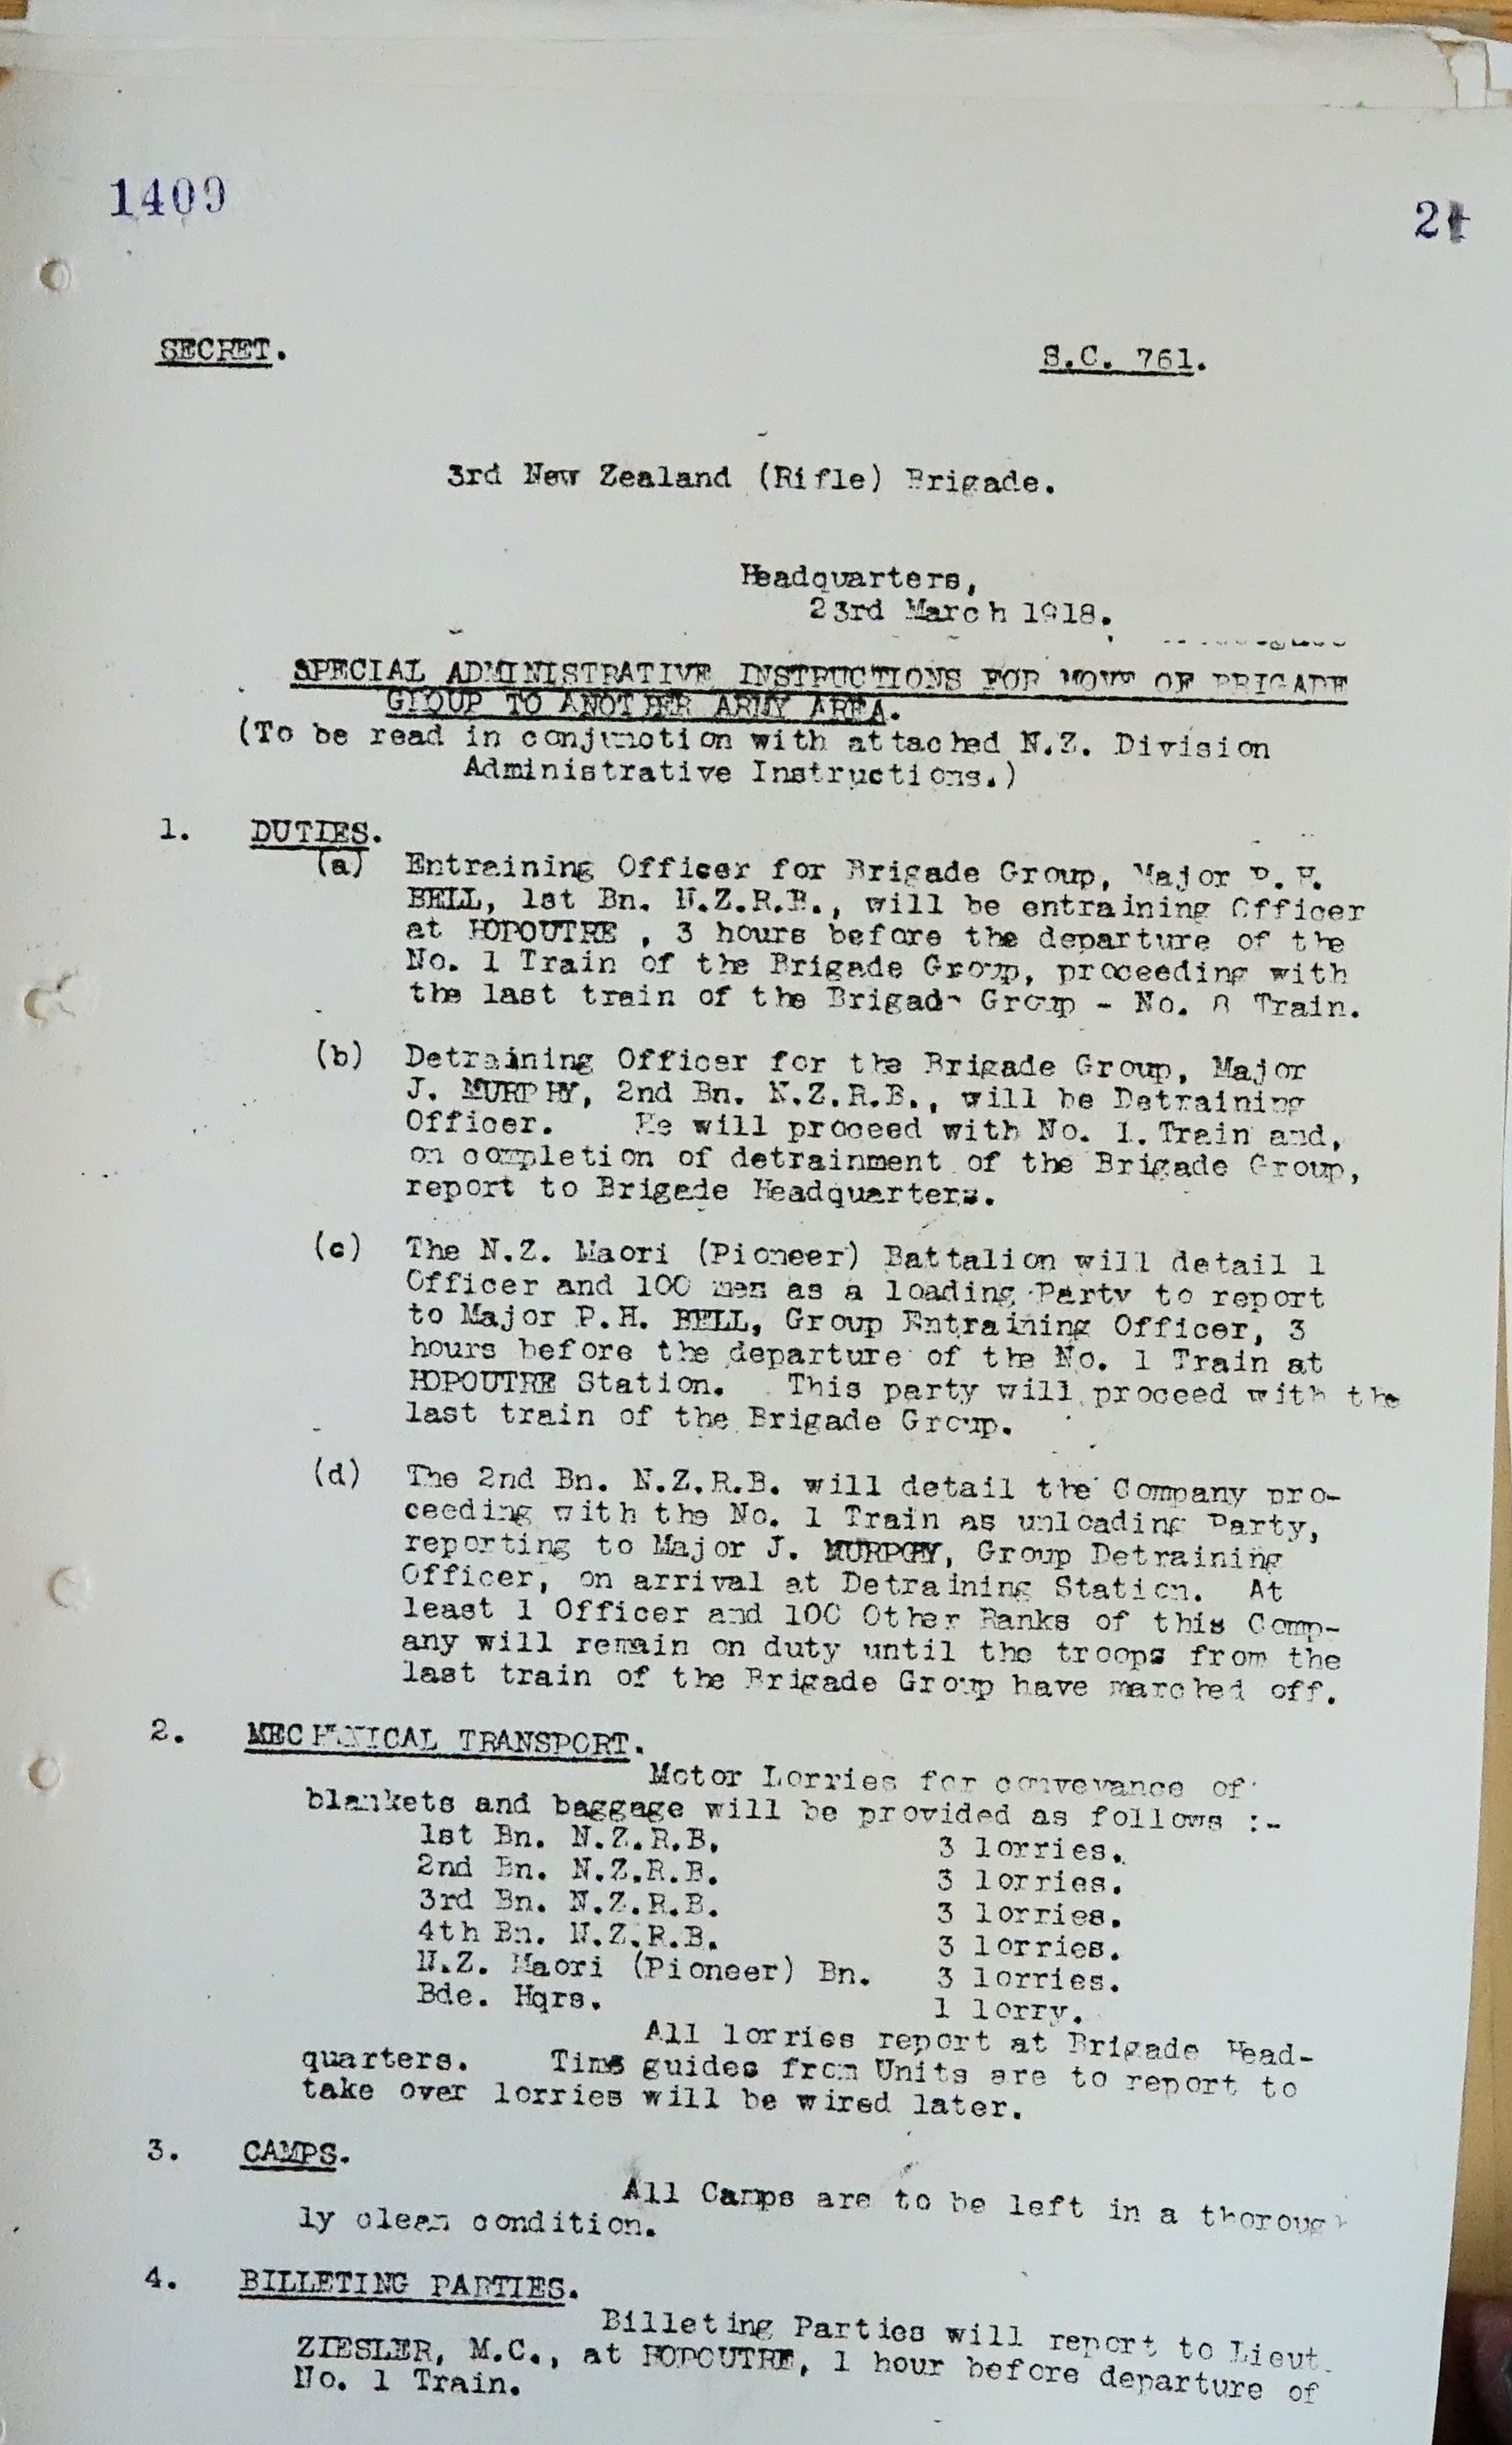 1409
2
SECRET.
S.C. 761.
3rd New Zealand (Rifle) Brigade.
Headquarters,
23rd March 1918.
SPECIAL ADMINISTRATIVE INSTRUCTIONS FOR MOVE OF BRIGADE
GROUP TO ANOTHER ARMY AREA.
(To be read in conjunction with attached N.Z. Division
Administrative Instructions.)
1. DUTIES.
(a) Entraining Officer for Brigade Group, Major P. H.
BELL, 1st Bn. N.Z.R.B., will be entraining Officer
at HOPOUTRE , 3 hours before the departure of the
No. 1 Train of the Brigade Group, proceeding with
the last train of the Brigade Group - No. 8 Train.
(b) Detraining Officer for the Brigade Group, Major
J. MURPHY, 2nd Bn. N.Z.R.B., will be Detraining
Officer. He will proceed with No. 1. Train and,
on completion of detrainment of the Brigade Group,
report to Brigade Headquarters.
(c) The N.Z. Maori (Pioneer) Battalion will detail 1
Officer and 100 men as a loading Party to report
to Major P.H. BELL, Group Entraining Officer, 3
hours before the departure of the No. 1 Train at
HOPOUTRE Station. This party will proceed with the
last train of the Brigade Group.
(d) The 2nd Bn. N.Z.R.B. will detail the Company pro-
ceeding with the No. 1 Train as unloading Party,
reporting to Major J. MURPHY, Group Detraining
Officer, on arrival at Detraining Station. At
least 1 Officer and 100 Other Ranks of this Comp-
any will remain on duty until the troops from the
last train of the Brigade Group have marched off.
2. MECHANICAL TRANSPORT.
Motor Lorries for conveyance of
blankets and baggage will be provided as follows :-
1st Bn. N.Z.R.B. 3 lorries.
2nd Bn. N.Z.R.B. 3 lorries.
3rd Bn. N.Z.R.B. 3 lorries.
4th Bn. N.Z.R.B. 3 lorries.
N.Z. Maori (Pioneer) Bn. 3 lorries.
Bde. Hqrs. 1 lorry.
All lorries report at Brigade Head-
quarters. Time guides from Units are to report to
take over lorries will be wired later.
3. CAMPS.
All Camps are to be left in a thorough
ly clean condition.
4. BILLETING PARTIES.
Billeting Parties will report to Lieut.
ZIESLER, M.C., at HOPOUTRE, 1 hour before departure of
No. 1 Train.